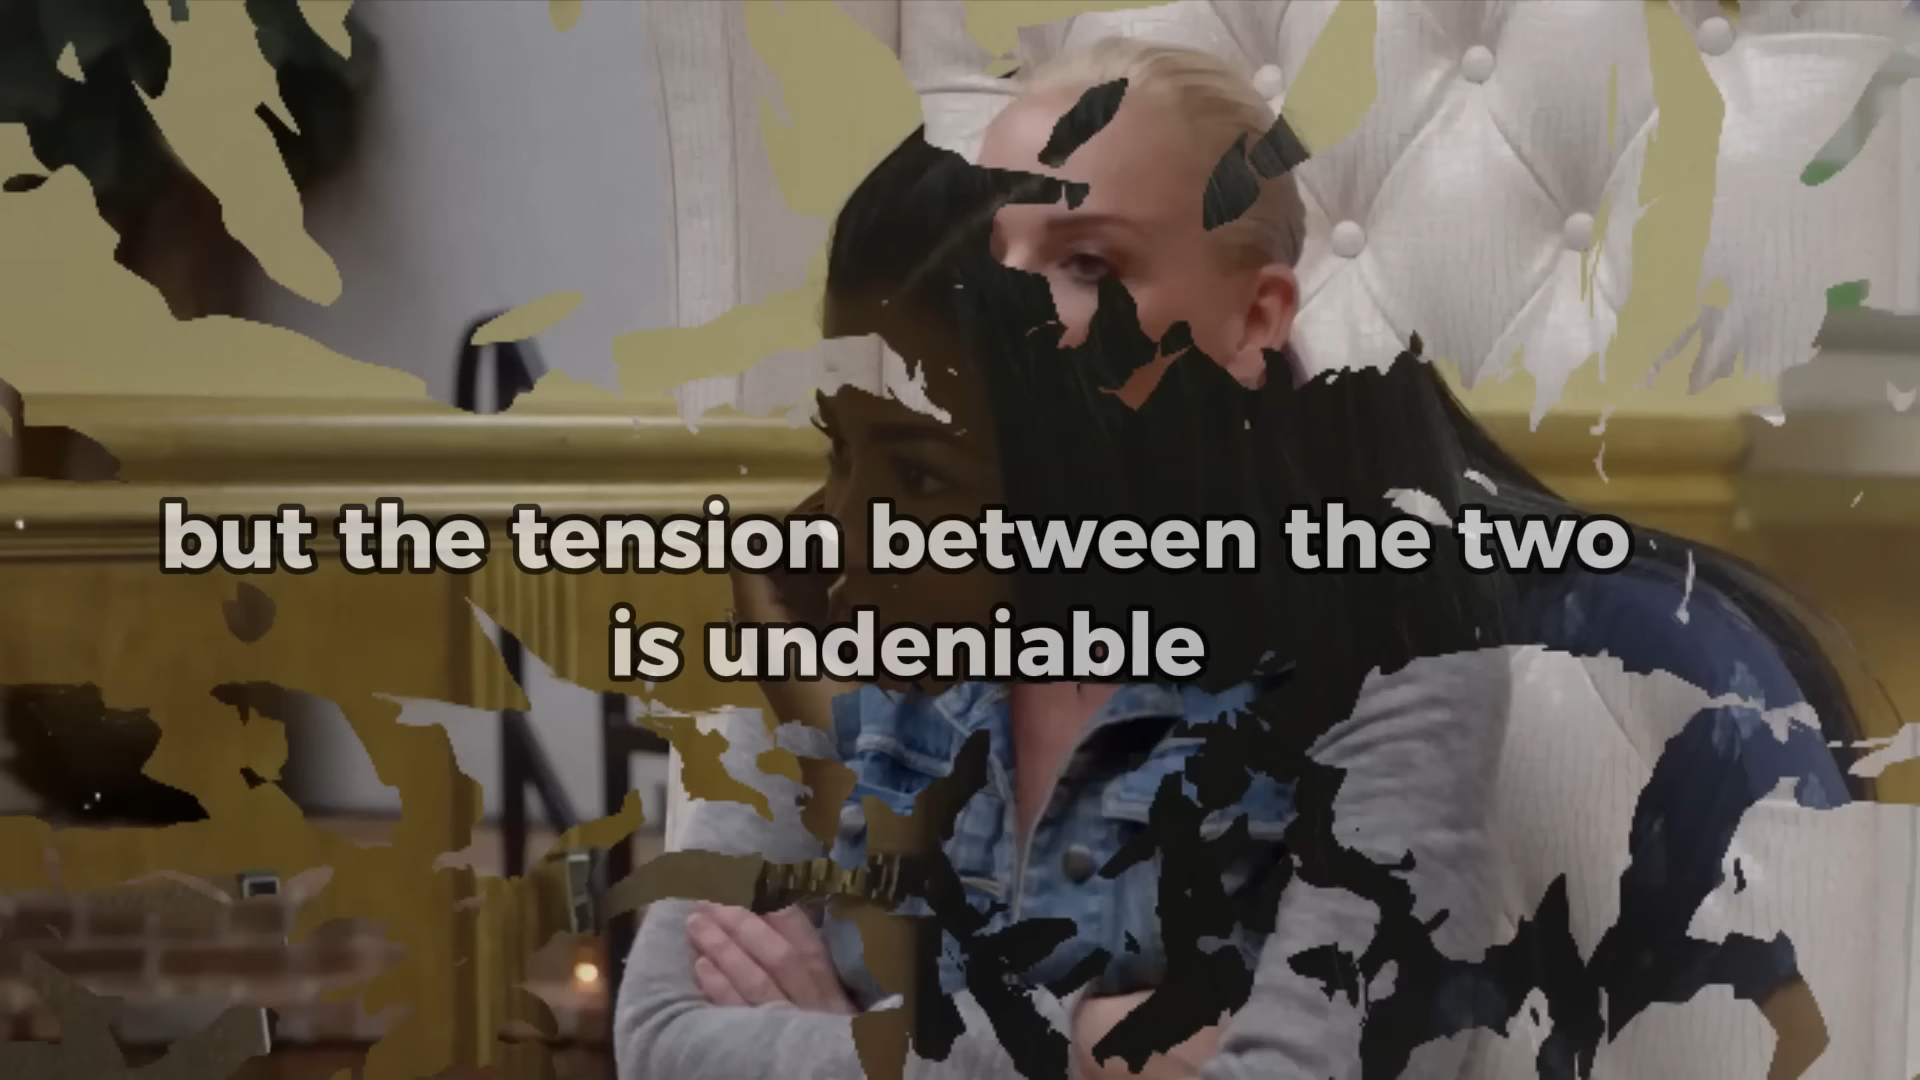 but the tension between the two
is undeniable